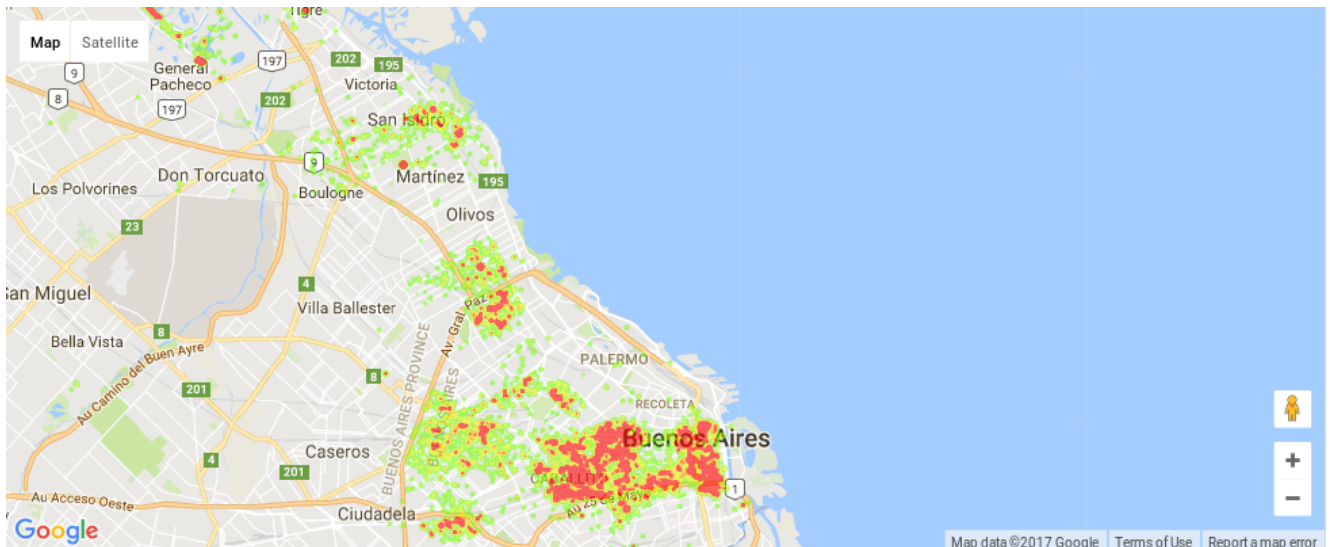 Tigre
Map
Satellite
General
Pacheco
9
8
197
197
202
202
195
Victoria
San Isidro
9
Don Torcuato
Los Polvorines
Martínez
Boulogne
195
Olivos
23
San Miguel
4
Villa Ballester
Av. Gral. Paz
8
Bella Vista
Au Camino del Buen Ayre
PALERMO
8
201
BUENOS AIRES PROVINCE
BUENOS AIRES
RECOLETA
Buenos Aires
Caseros
4
201
CABALLITO
Au Acceso Oeste
Au 25 de Mayo
1
Ciudadela
+
−
Google
Map data ©2017 Google
Terms of Use
Report a map error